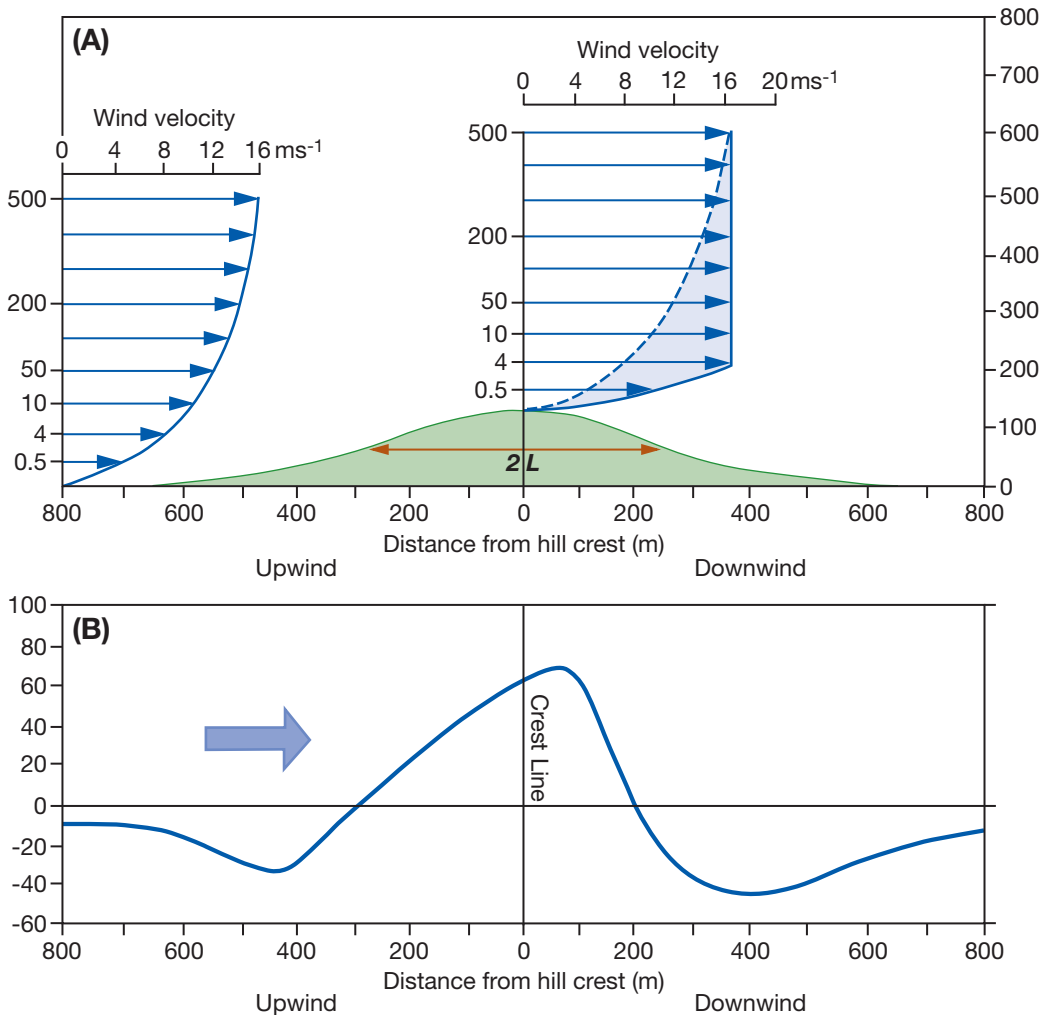 (A)
Wind velocity
0 4 8 12 16 ms-1
500
200
50
10
4
0.5
Wind velocity
0 4 8 12 16 20 ms-1
500
200
50
10
4
0.5
2 L
800
700
600
500
400
300
200
100
0
800 600 400 200 0 200 400 600 800
Distance from hill crest (m)
Upwind Downwind
(B)
100
80
60
40
20
0
-20
-40
-60
Crest Line
800 600 400 200 0 200 400 600 800
Distance from hill crest (m)
Upwind Downwind